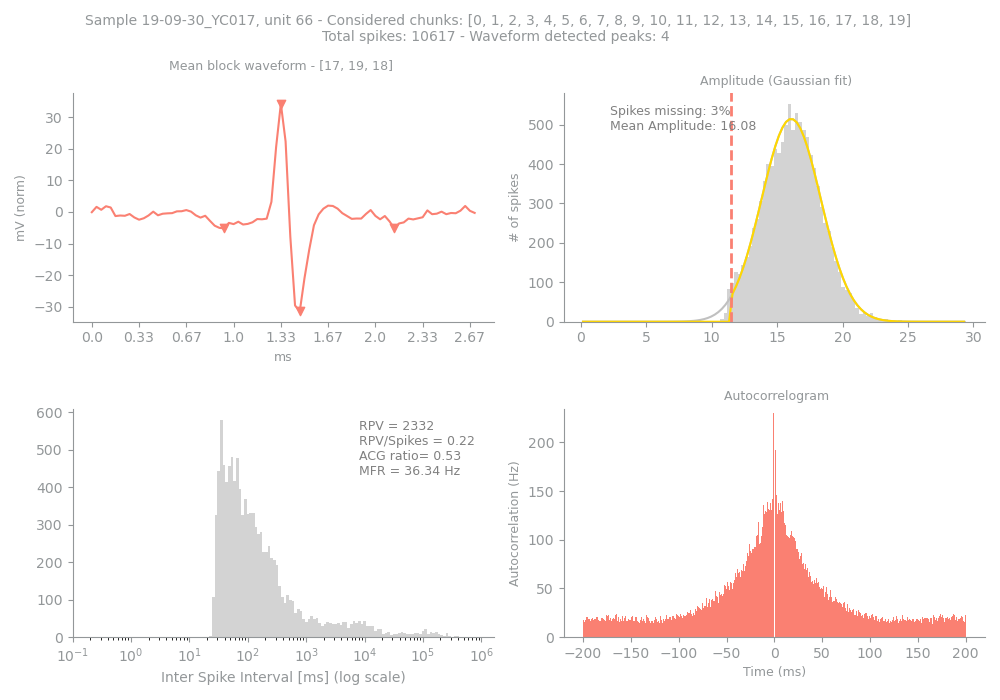 Sample 19-09-30_YC017, unit 66 - Considered chunks: [0, 1, 2, 3, 4, 5, 6, 7, 8, 9, 10, 11, 12, 13, 14, 15, 16, 17, 18, 19]
Total spikes: 10617 - Waveform detected peaks: 4
Mean block waveform - [17, 19, 18]
mV (norm)
30
20
10
0
−10
−20
−30
0.0 0.33 0.67 1.0 1.33 1.67 2.0 2.33 2.67
ms
Amplitude (Gaussian fit)
Spikes missing: 3%
Mean Amplitude: 16.08
# of spikes
500
400
300
200
100
0
0 5 10 15 20 25 30
600
500
400
300
200
100
0
RPV = 2332
RPV/Spikes = 0.22
ACG ratio= 0.53
MFR = 36.34 Hz
10⁻¹ 10⁰ 10¹ 10² 10³ 10⁴ 10⁵ 10⁶
Inter Spike Interval [ms] (log scale)
Autocorrelogram
Autocorrelation (Hz)
200
150
100
50
0
−200 −150 −100 −50 0 50 100 150 200
Time (ms)